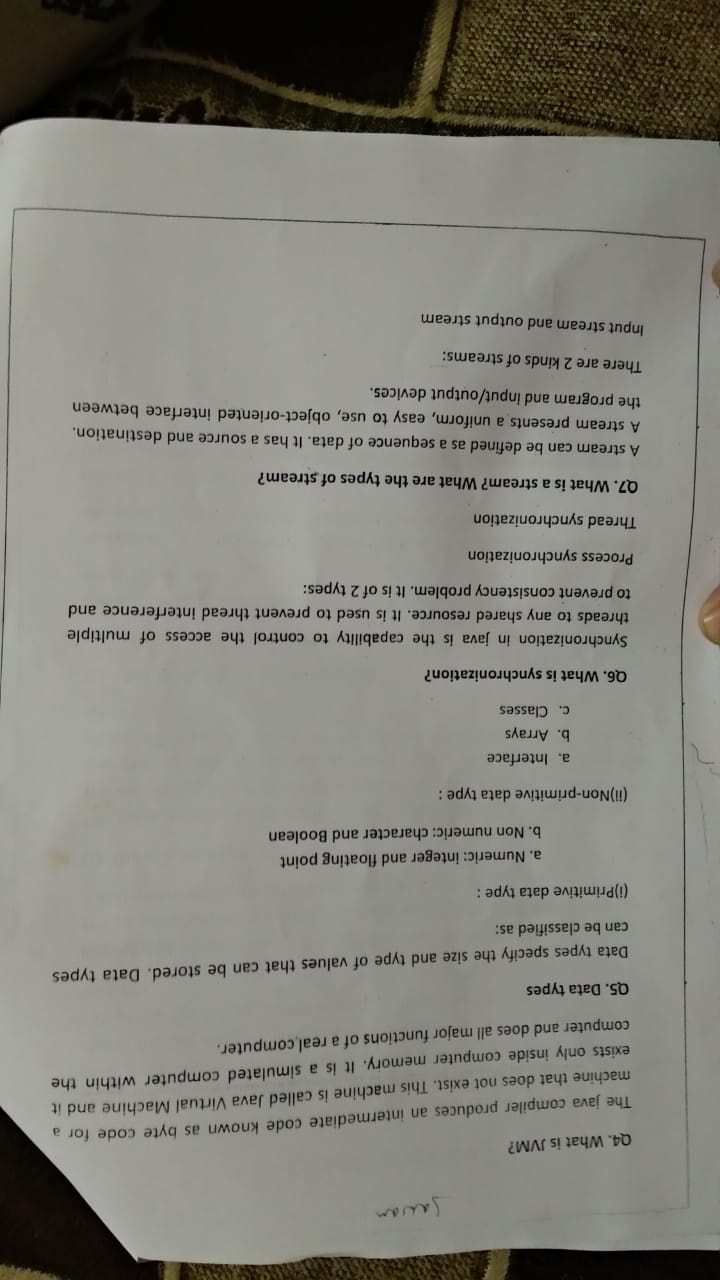 Sawan
Q4. What is JVM?
The java compiler produces an intermediate code known as byte code for a
machine that does not exist. This machine is called Java Virtual Machine and it
exists only inside computer memory. It is a simulated computer within the
computer and does all major functions of a real computer.
Q5. Data types
Data types specify the size and type of values that can be stored. Data types
can be classified as:
(i)Primitive data type :
a. Numeric: integer and floating point
b. Non numeric: character and Boolean
(ii)Non-primitive data type :
a. Interface
b. Arrays
c. Classes
Q6. What is synchronization?
Synchronization in java is the capability to control the access of multiple
threads to any shared resource. It is used to prevent thread interference and
to prevent consistency problem. It is of 2 types:
Process synchronization
Thread synchronization
Q7. What is a stream? What are the types of stream?
A stream can be defined as a sequence of data. It has a source and destination.
A stream presents a uniform, easy to use, object-oriented interface between
the program and input/output devices.
There are 2 kinds of streams:
Input stream and output stream